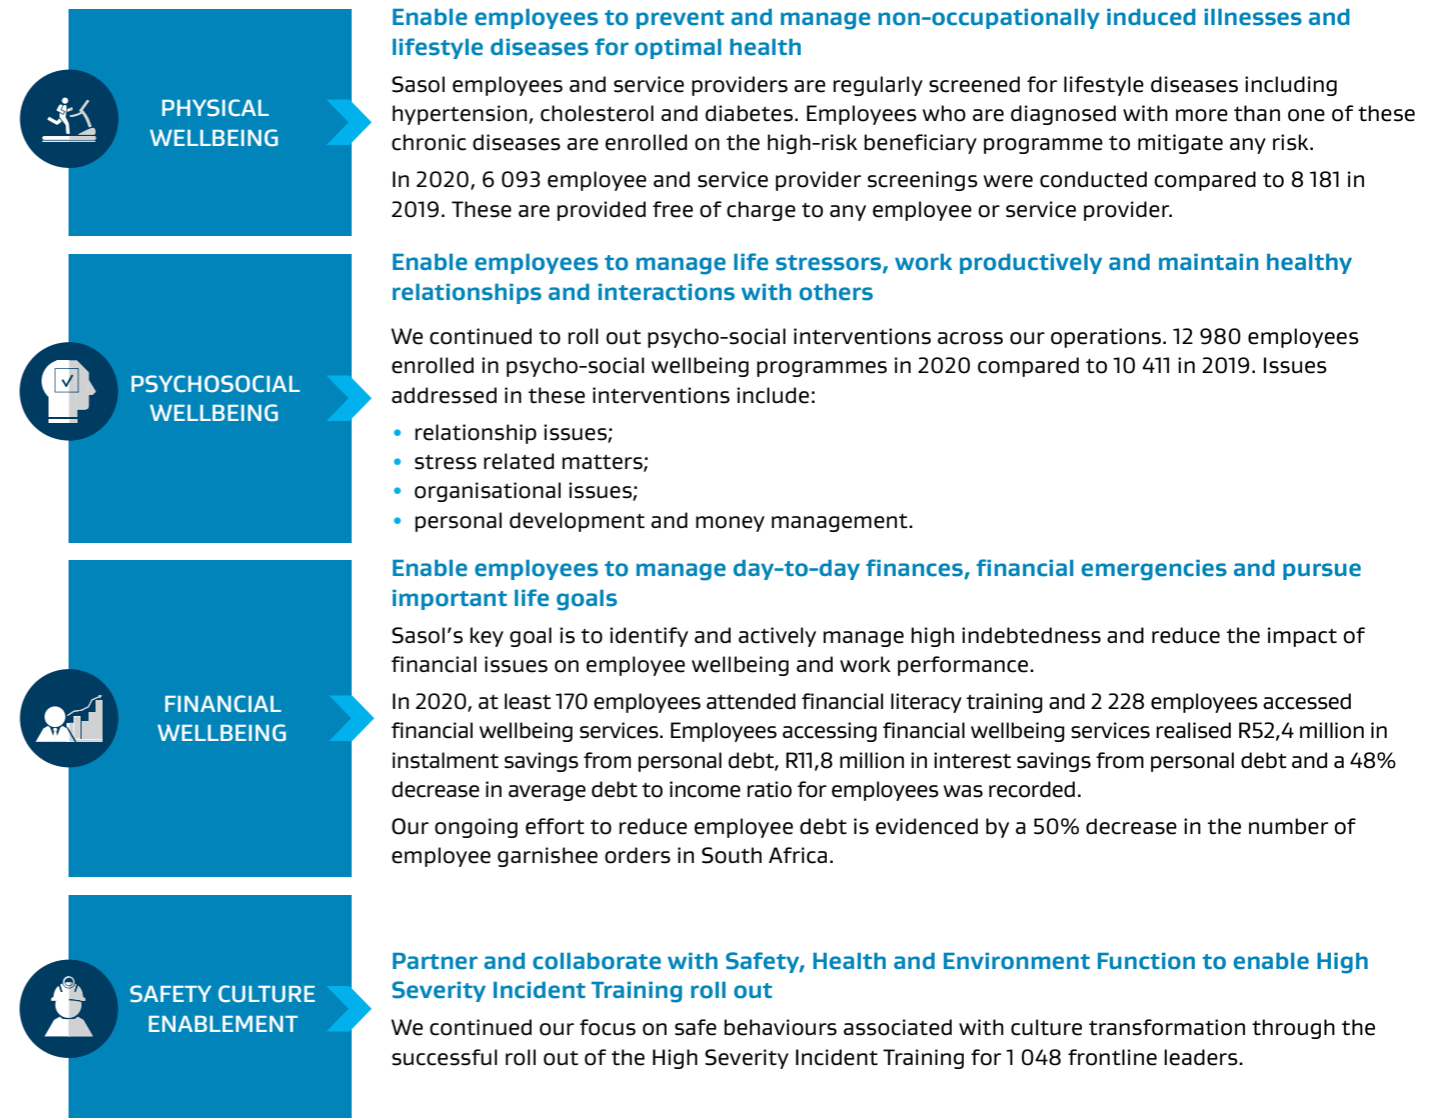 PHYSICAL
WELLBEING
Enable employees to prevent and manage non-occupationally induced illnesses and
lifestyle diseases for optimal health
Sasol employees and service providers are regularly screened for lifestyle diseases including
hypertension, cholesterol and diabetes. Employees who are diagnosed with more than one of these
chronic diseases are enrolled on the high-risk beneficiary programme to mitigate any risk.
In 2020, 6 093 employee and service provider screenings were conducted compared to 8 181 in
2019. These are provided free of charge to any employee or service provider.
PSYCHOSOCIAL
WELLBEING
Enable employees to manage life stressors, work productively and maintain healthy
relationships and interactions with others
We continued to roll out psycho-social interventions across our operations. 12 980 employees
enrolled in psycho-social wellbeing programmes in 2020 compared to 10 411 in 2019. Issues
addressed in these interventions include:
• relationship issues;
• stress related matters;
• organisational issues;
• personal development and money management.
FINANCIAL
WELLBEING
Enable employees to manage day-to-day finances, financial emergencies and pursue
important life goals
Sasol's key goal is to identify and actively manage high indebtedness and reduce the impact of
financial issues on employee wellbeing and work performance.
In 2020, at least 170 employees attended financial literacy training and 2 228 employees accessed
financial wellbeing services. Employees accessing financial wellbeing services realised R52,4 million in
instalment savings from personal debt, R11,8 million in interest savings from personal debt and a 48%
decrease in average debt to income ratio for employees was recorded.
Our ongoing effort to reduce employee debt is evidenced by a 50% decrease in the number of
employee garnishee orders in South Africa.
SAFETY CULTURE
ENABLEMENT
Partner and collaborate with Safety, Health and Environment Function to enable High
Severity Incident Training roll out
We continued our focus on safe behaviours associated with culture transformation through the
successful roll out of the High Severity Incident Training for 1 048 frontline leaders.